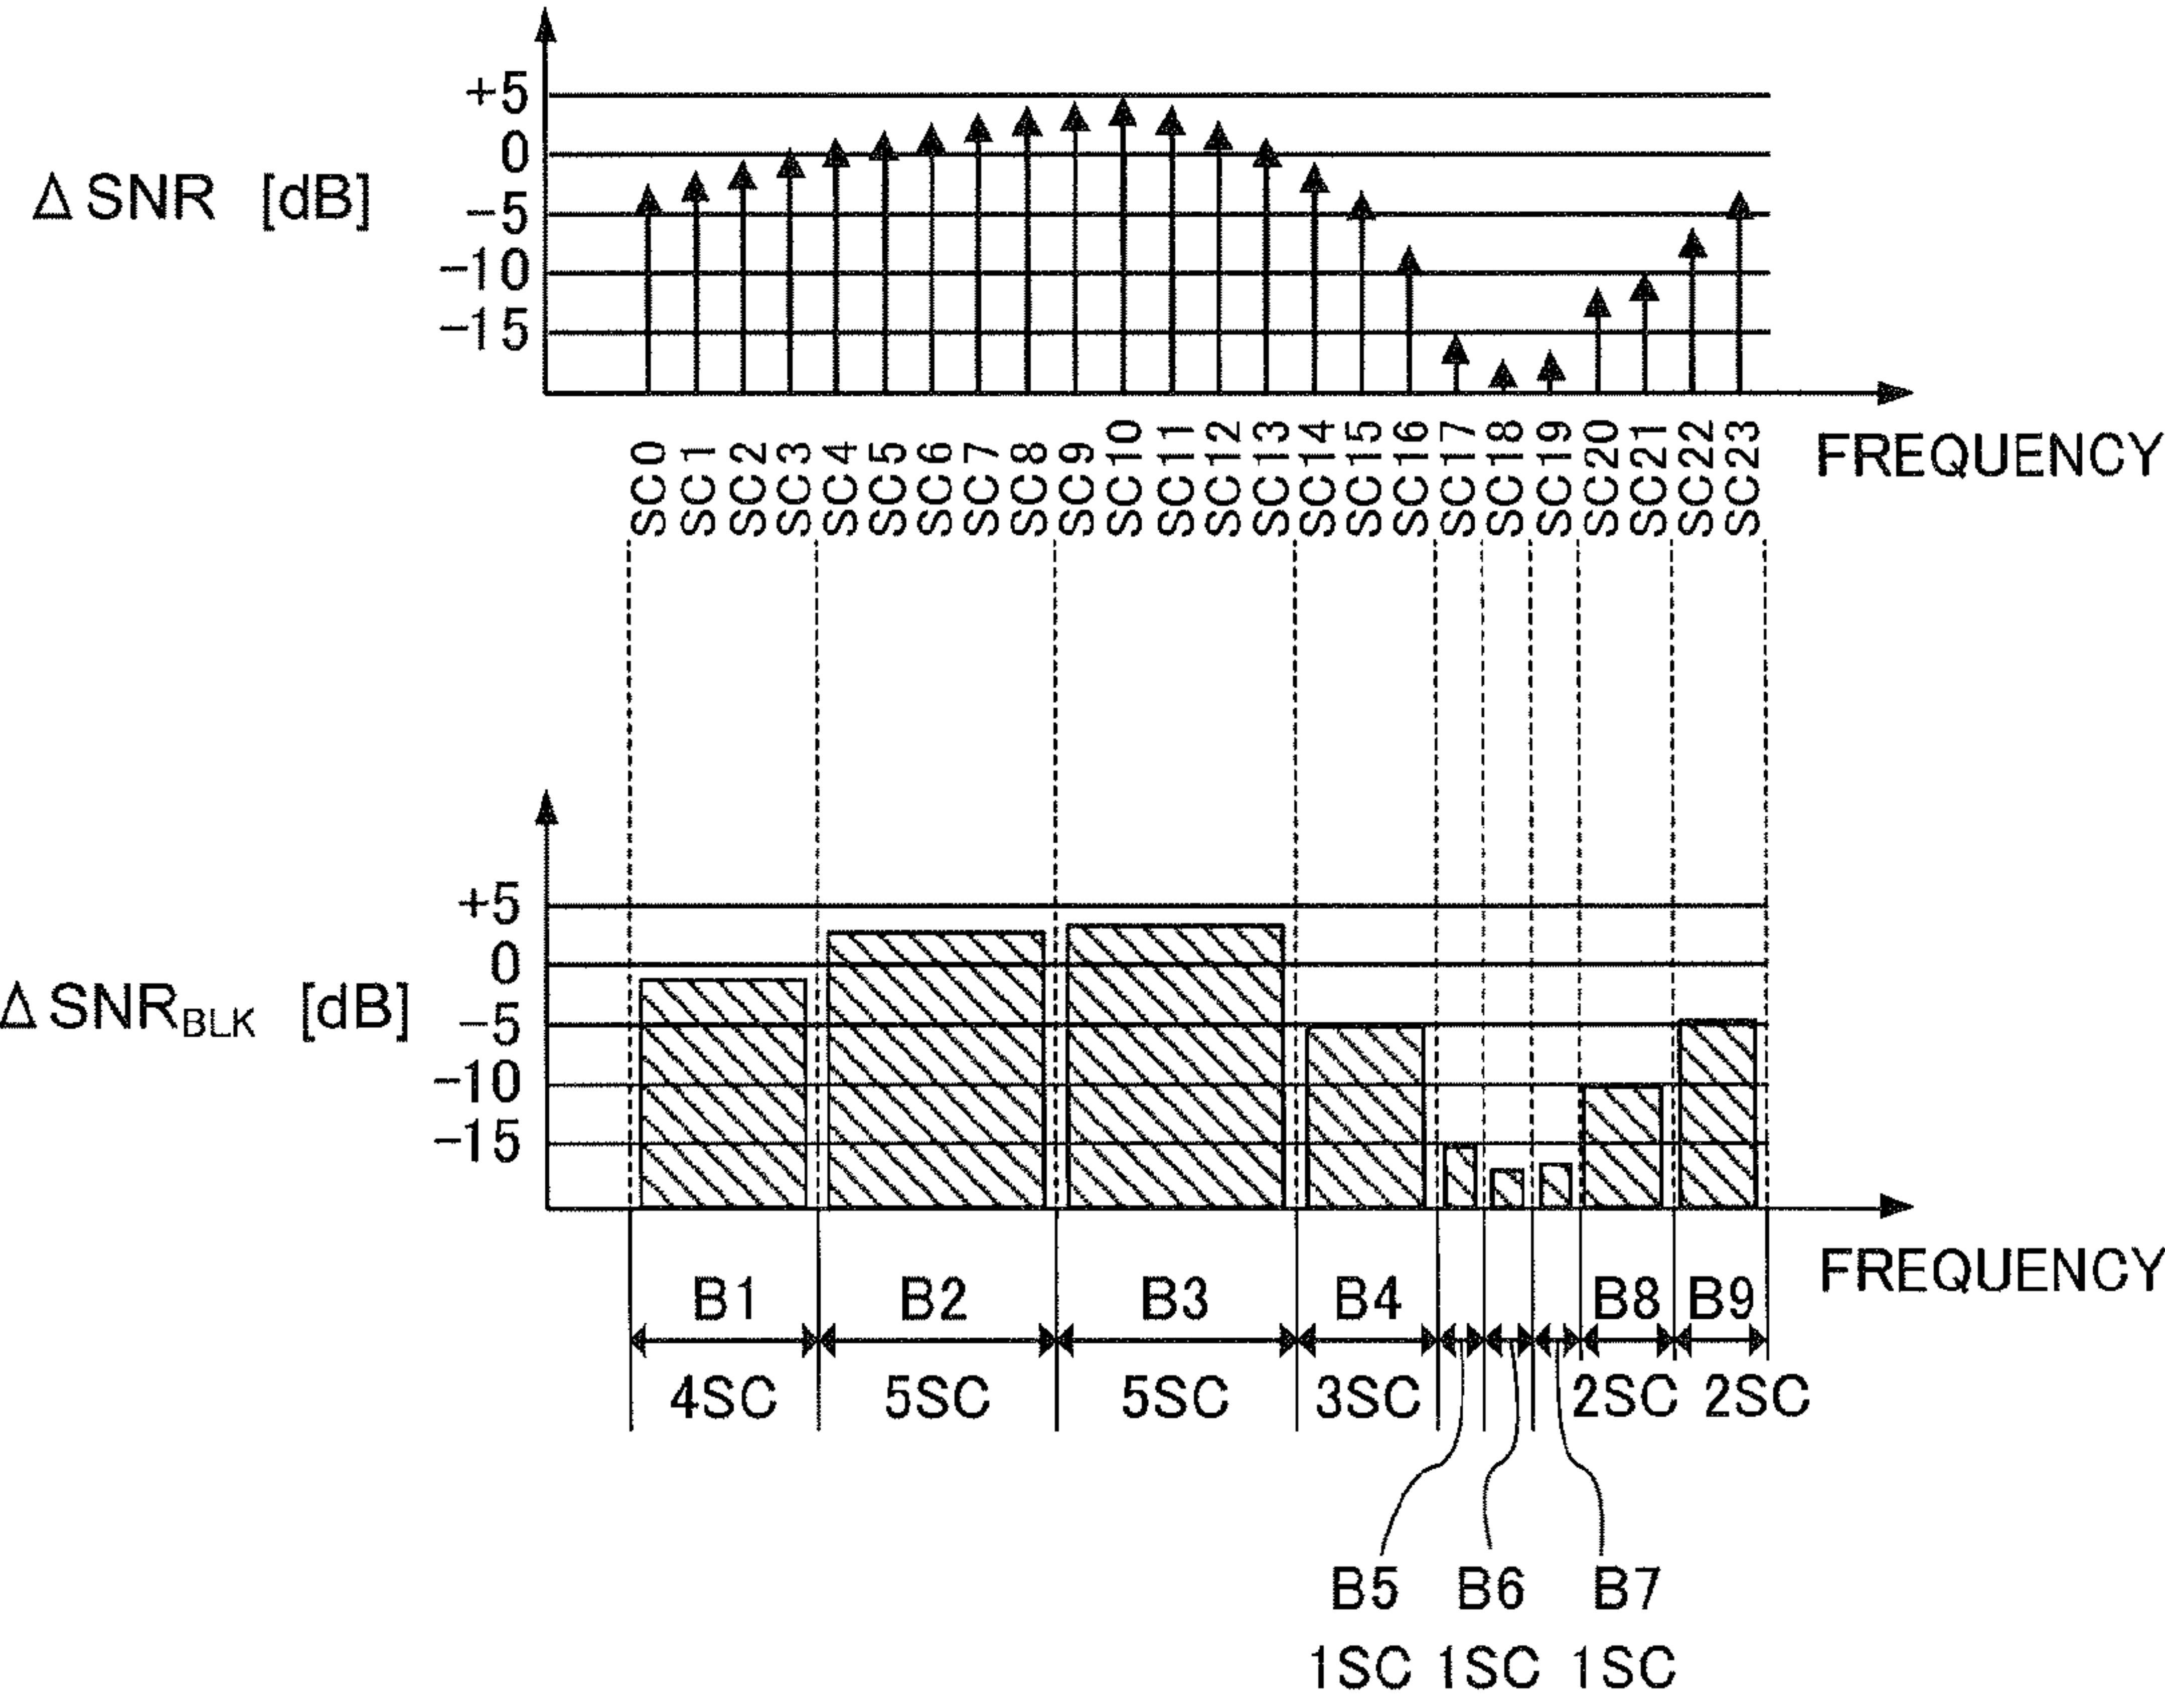 +5
0
ΔSNR [dB]
-5
-10
-15
SC0 SC1 SC2 SC3 SC4 SC5 SC6 SC7 SC8 SC9 SC10 SC11 SC12 SC13 SC14 SC15 SC16 SC17 SC18 SC19 SC20 SC21 SC22 SC23
FREQUENCY
+5
0
ΔSNRBLK [dB]
-5
-10
-15
FREQUENCY
B1 B2 B3 B4 B8 B9
4SC 5SC 5SC 3SC 2SC 2SC
B5 B6 B7
1SC 1SC 1SC